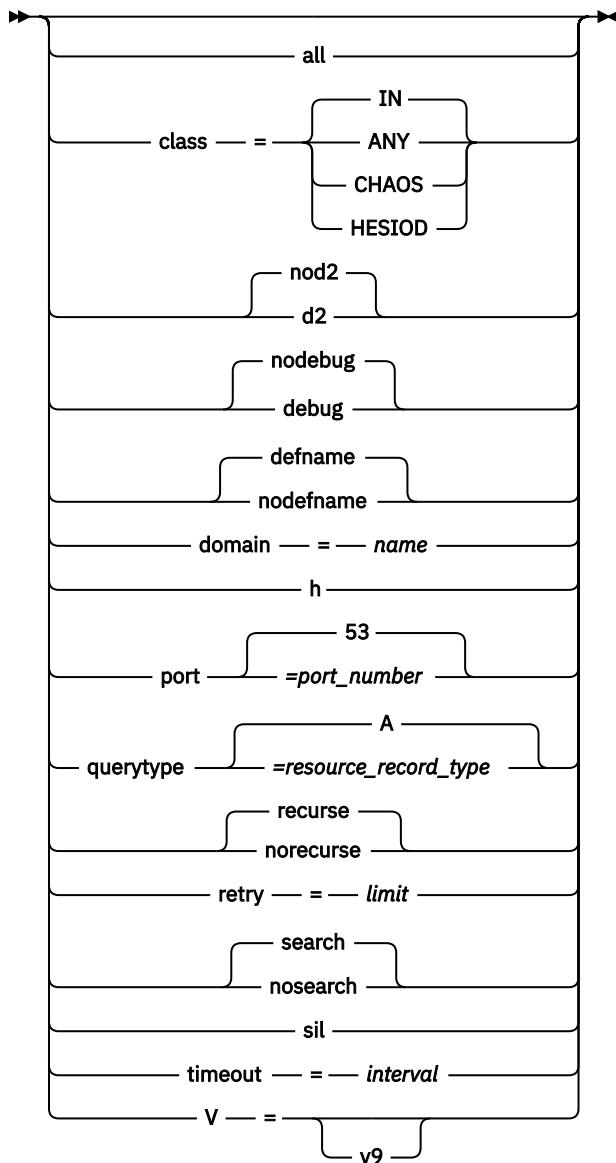 all
IN
class = ANY
CHAOS
HESIOD
nod2
d2
nodebug
debug
defname
nodefname
domain = name
h
53
port =port_number
A
querytype =resource_record_type
recurse
norecurse
retry = limit
search
nosearch
sil
timeout = interval
V =
v9